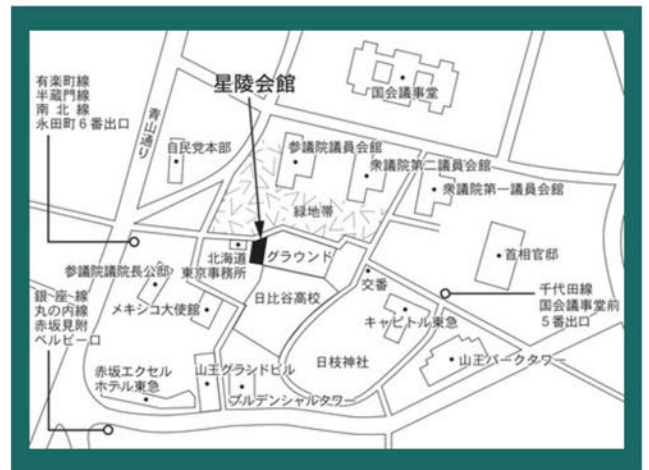 星陵会館
国会議事堂
有楽町線
半蔵門線
南北線
永田町6番出口
青山通り
自民党本部
参議院議員会館
衆議院第二議員会館
衆議院第一議員会館
緑地帯
首相官邸
北海道
東京事務所
グラウンド
参議院議長公邸
メキシコ大使館
日比谷高校
交番
キャピトル東急
千代田線
国会議事堂前
5番出口
銀座線
丸の内線
赤坂見附
ベルビー口
赤坂エクセル
ホテル東急
山王グランドビル
プルデンシャルタワー
日枝神社
山王パークタワー